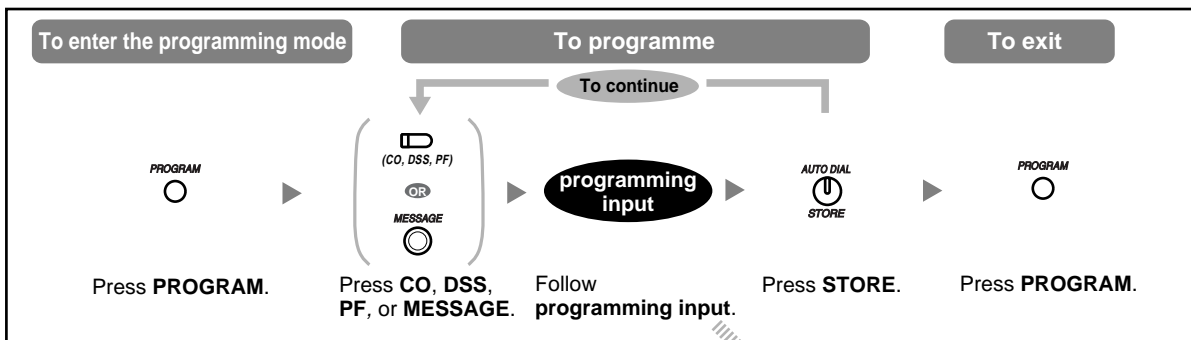 To enter the programming mode
To programme
To exit
To continue
PROGRAM
(CO, DSS, PF)
OR
MESSAGE
programming
input
AUTO DIAL
STORE
PROGRAM
Press PROGRAM.
Press CO, DSS,
PF, or MESSAGE.
Follow
programming input.
Press STORE.
Press PROGRAM.